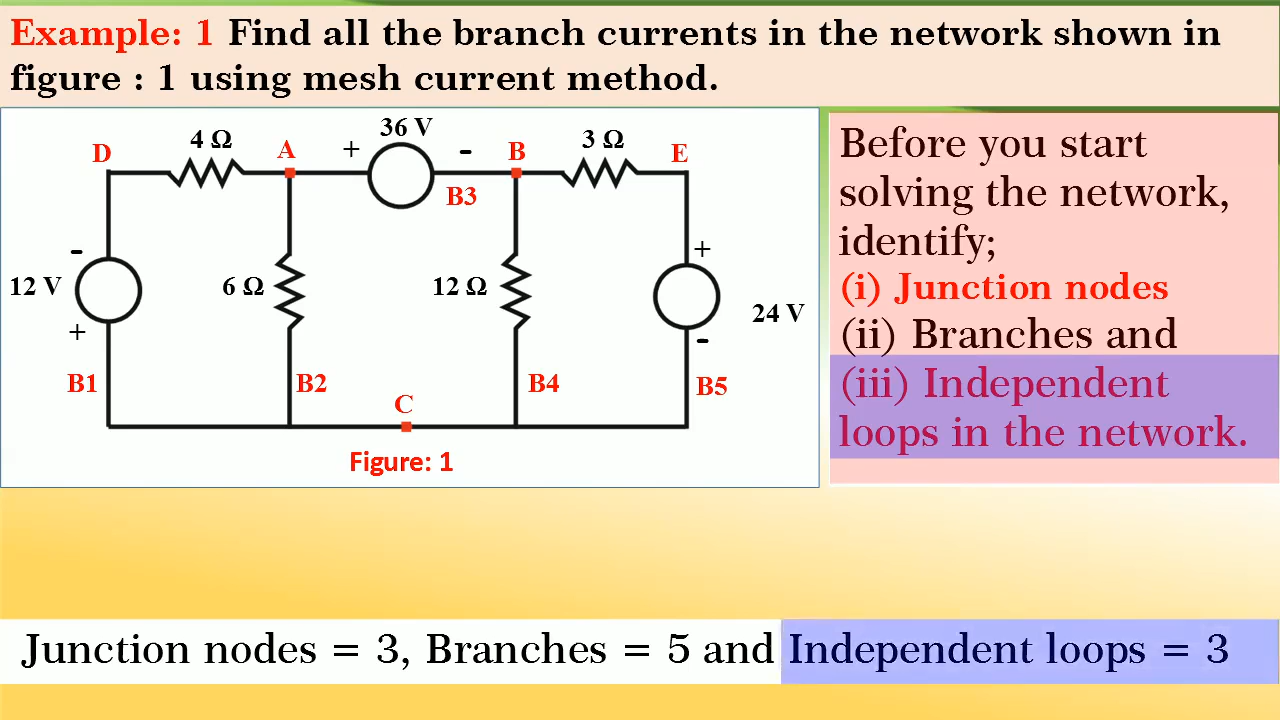 Example: 1 Find all the branch currents in the network shown in
figure : 1 using mesh current method.
D
4 Ω
A
+
36 V
-
B
3 Ω
E
B3
-
12 V
+
6 Ω
12 Ω
+
24 V
-
B1
B2
C
B4
B5
Figure: 1
Before you start
solving the network,
identify;
(i) Junction nodes
(ii) Branches and
(iii) Independent
loops in the network.
Junction nodes = 3, Branches = 5 and Independent loops = 3